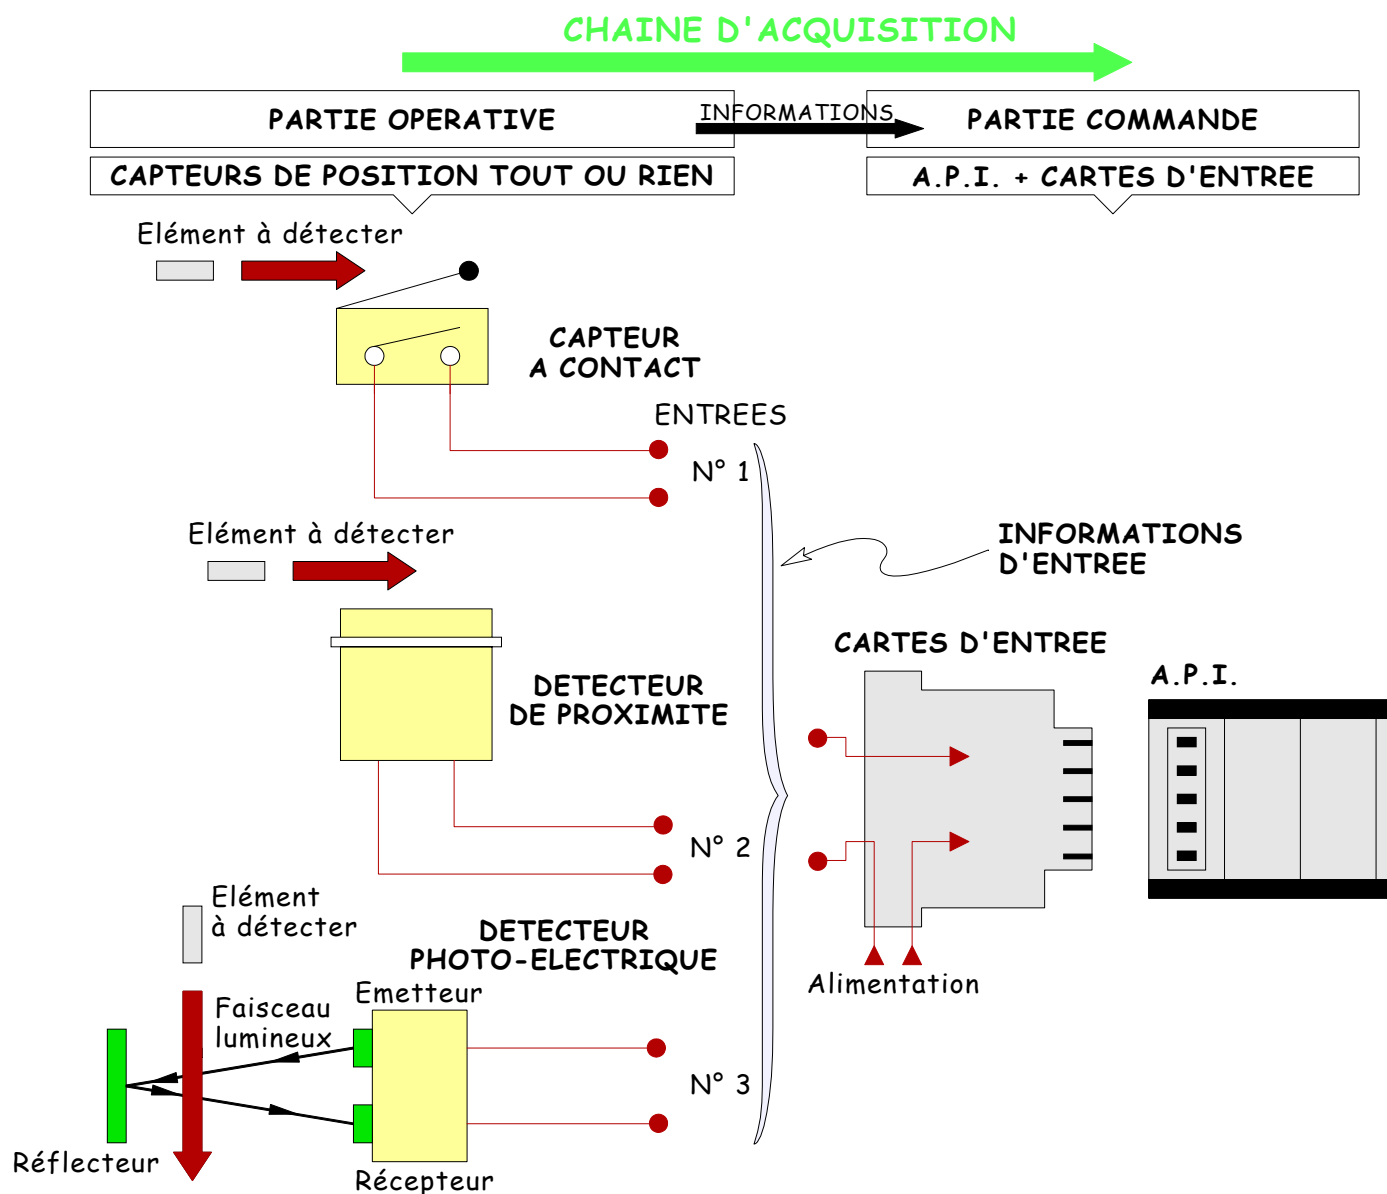 CHAINE D'ACQUISITION
PARTIE OPERATIVE
INFORMATIONS
PARTIE COMMANDE
CAPTEURS DE POSITION TOUT OU RIEN
A.P.I. + CARTES D'ENTREE
Elément à détecter
CAPTEUR
A CONTACT
ENTREES
N° 1
Elément à détecter
INFORMATIONS
D'ENTREE
CARTES D'ENTREE
A.P.I.
DETECTEUR
DE PROXIMITE
N° 2
Elément
à détecter
DETECTEUR
PHOTO-ELECTRIQUE
Alimentation
Emetteur
Faisceau
lumineux
N° 3
Réflecteur
Récepteur